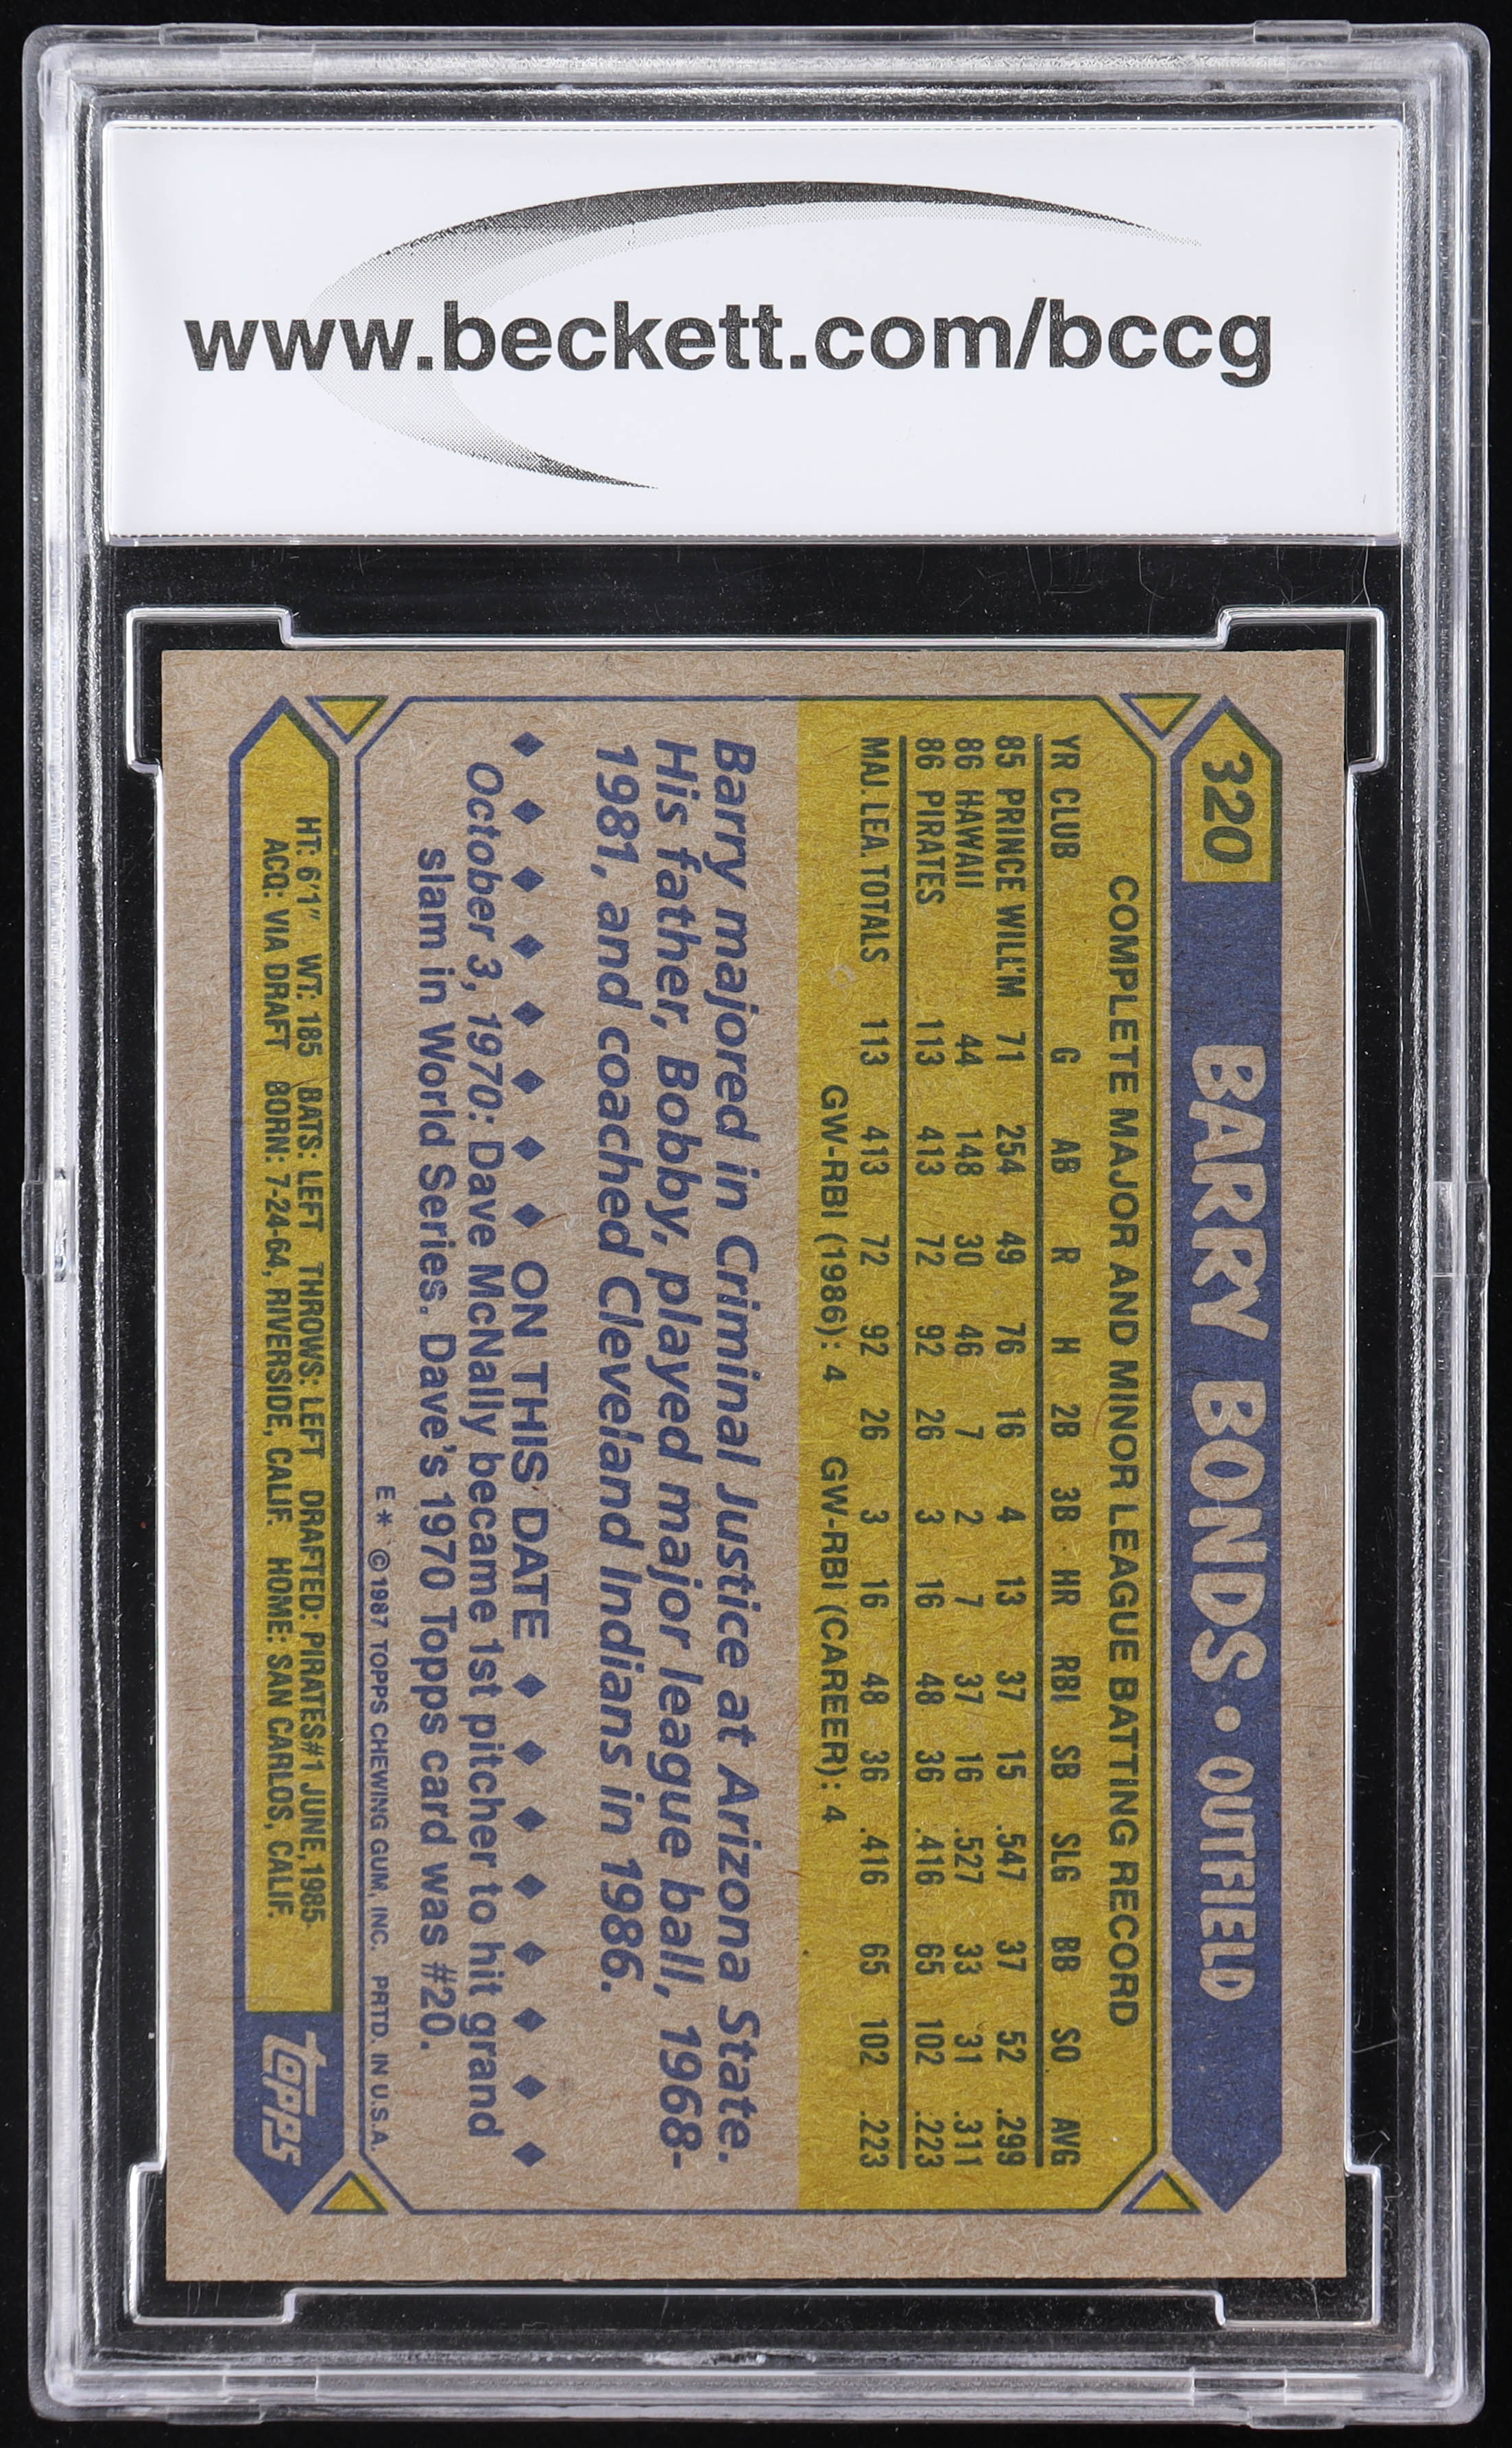 www.beckett.com/bccg
320 BARRY BONDS • OUTFIELD
COMPLETE MAJOR AND MINOR LEAGUE BATTING RECORD
YR CLUB G AB R H 2B 3B HR RBI SB SLG BB SO AVG
85 PRINCE WILL'M 71 254 49 76 16 4 13 37 15 .547 37 52 .299
86 HAWAII 44 148 30 46 7 2 7 37 16 .527 33 31 .311
86 PIRATES 113 413 72 92 26 3 16 48 36 .416 65 102 .223
MAJ. LEA. TOTALS 113 413 72 92 26 3 16 48 36 .416 65 102 .223
GW-RBI (1986): 4 GW-RBI (CAREER): 4
Barry majored in Criminal Justice at Arizona State.
His father, Bobby, played major league ball, 1968-
1981, and coached Cleveland Indians in 1986.
◆ ◆ ◆ ◆ ◆ ◆ ◆ ◆ ON THIS DATE ◆ ◆ ◆ ◆ ◆ ◆ ◆ ◆
October 3, 1970: Dave McNally became 1st pitcher to hit grand
slam in World Series. Dave's 1970 Topps card was #20.
E * ©1987 TOPPS CHEWING GUM, INC. PRTD. IN U.S.A.
HT: 6'1" WT: 185 BATS: LEFT THROWS: LEFT DRAFTED: PIRATES#1 JUNE,1985-
ACQ: VIA DRAFT BORN: 7-24-64, RIVERSIDE, CALIF. HOME: SAN CARLOS, CALIF.
topps